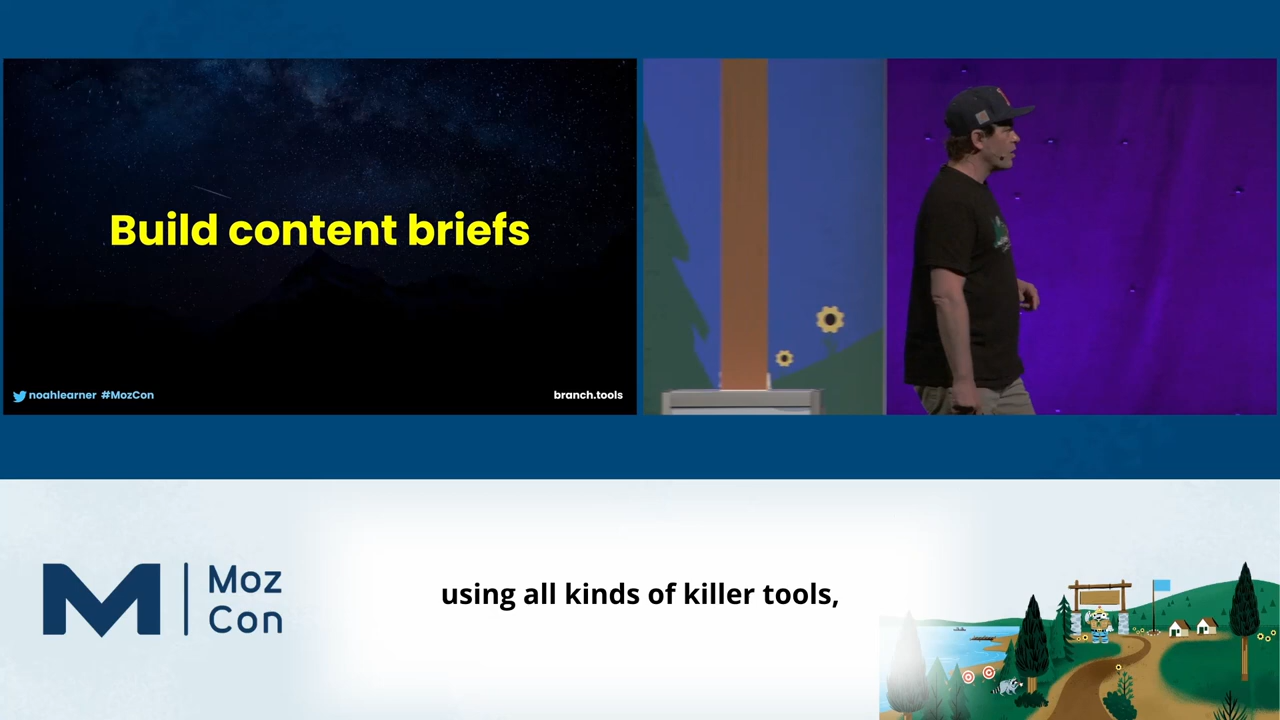 Build content briefs
noahlearner #MozCon
branch.tools
Moz
Con
using all kinds of killer tools,